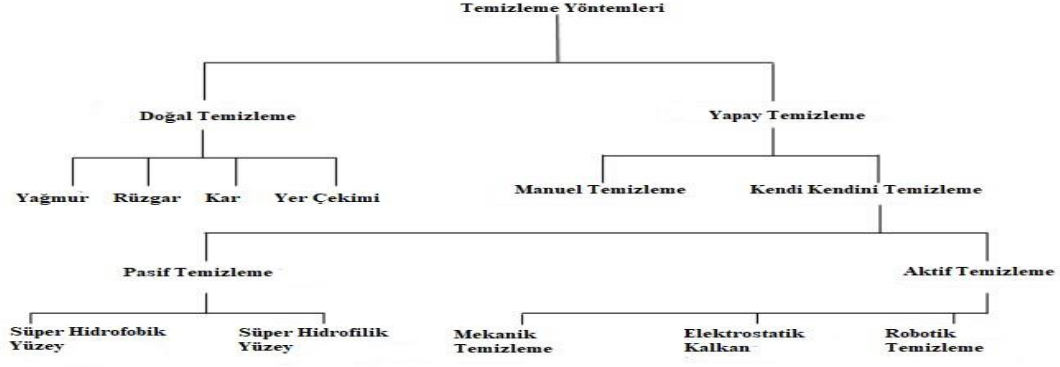 Temizleme Yöntemleri
Doğal Temizleme
Yapay Temizleme
Yağmur
Rüzgar
Kar
Yer Çekimi
Manuel Temizleme
Kendi Kendini Temizleme
Pasif Temizleme
Aktif Temizleme
Süper Hidrofobik
Yüzey
Süper Hidrofilik
Yüzey
Mekanik
Temizleme
Elektrostatik
Kalkan
Robotik
Temizleme